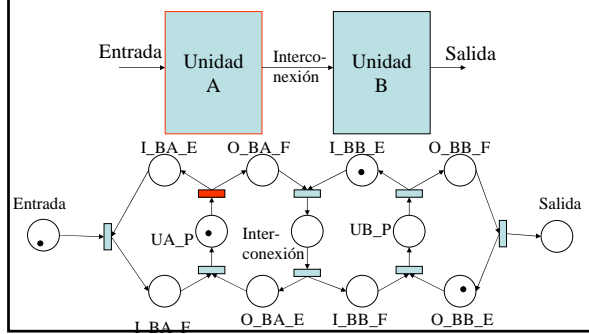 Entrada
Unidad
A
Interco-
nexión
Unidad
B
Salida
I_BA_E
O_BA_F
I_BB_E
O_BB_F
Entrada
Salida
UA_P
Inter-
conexión
UB_P
I_BA_F
O_BA_E
I_BB_F
O_BB_E